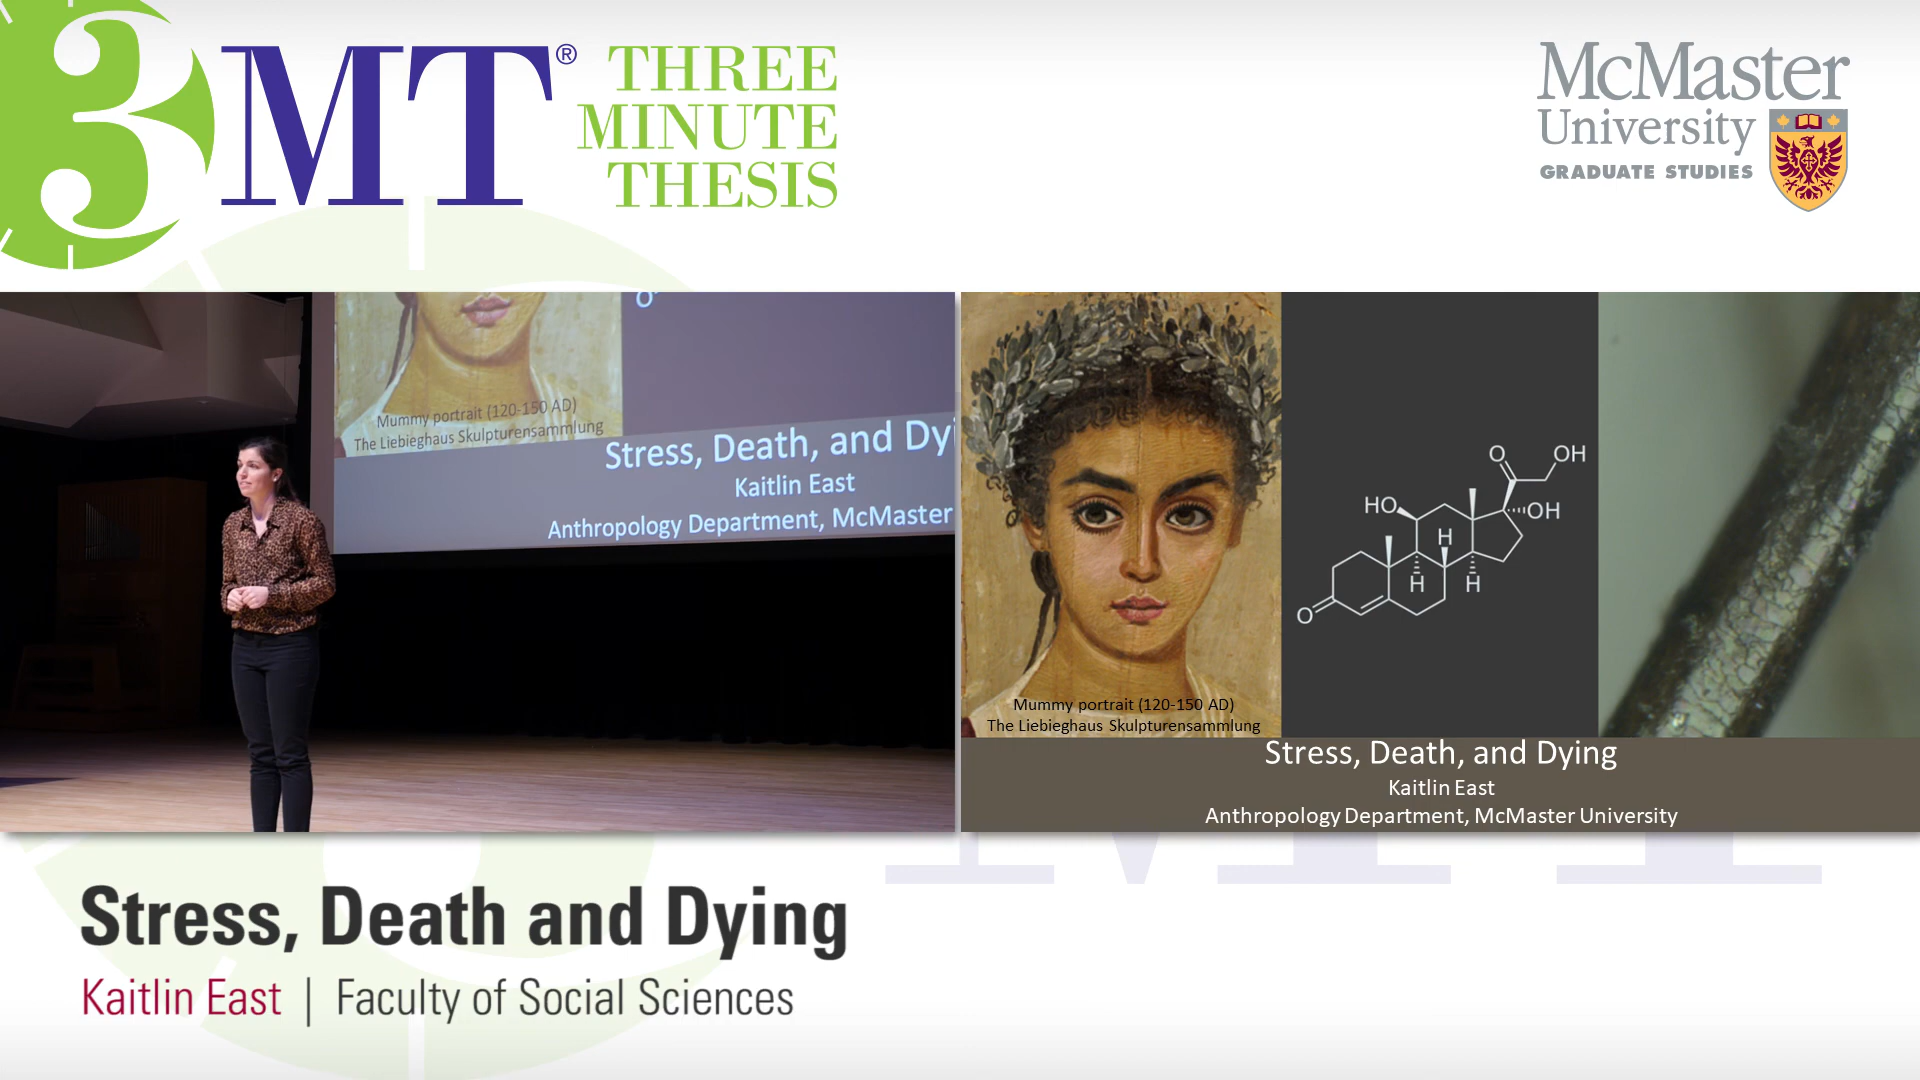 3MT®
THREE
MINUTE
THESIS
McMaster
University
GRADUATE STUDIES
O
Mummy portrait (120-150 AD)
The Liebieghaus Skulpturensammlung
Stress, Death, and Dyi
Kaitlin East
Anthropology Department, McMaster
O
OH
HO
OH
H
H
H
O
Mummy portrait (120-150 AD)
The Liebieghaus Skulpturensammlung
Stress, Death, and Dying
Kaitlin East
Anthropology Department, McMaster University
Stress, Death and Dying
Kaitlin East | Faculty of Social Sciences